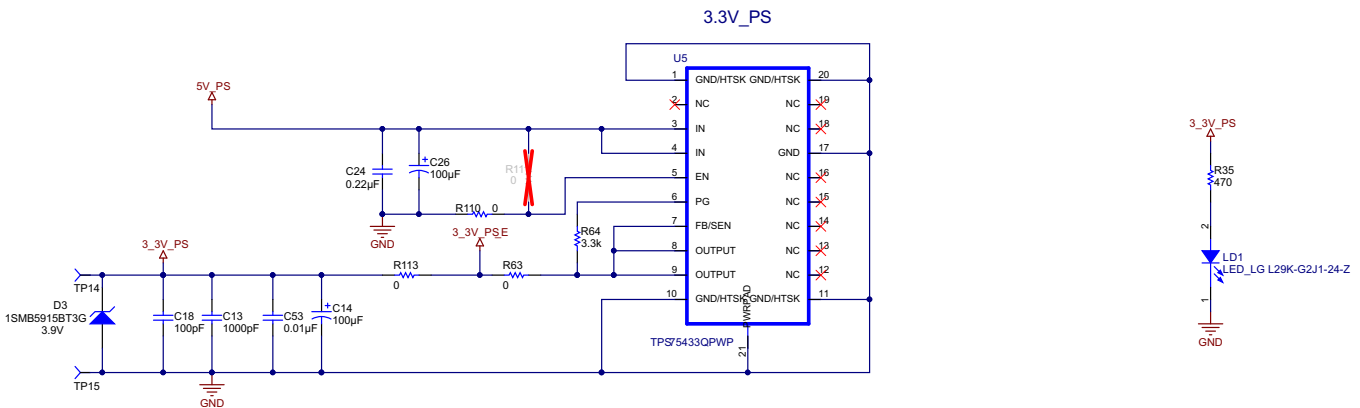 3.3V_PS
U5
1 GND/HTSK GND/HTSK 20
2 NC NC 19
3 IN NC 18
4 IN GND 17
5 EN NC 16
6 PG NC 15
7 FB/SEN NC 14
8 OUTPUT NC 13
9 OUTPUT NC 12
10 GND/HTSK GND/HTSK 11
PWRPAD
21
TPS75433QPWP
5V_PS
C24
0.22µF
C26
100µF
0
R110 0
GND
R64
3.3k
3_3V_PS_E
R113
0
R63
0
3_3V_PS
TP14
D3
1SMB5915BT3G
3.9V
C18
100pF
C13
1000pF
C53
0.01µF
C14
100µF
TP15
GND
3_3V_PS
R35
470
2
LD1
LED_LG L29K-G2J1-24-Z
1
GND